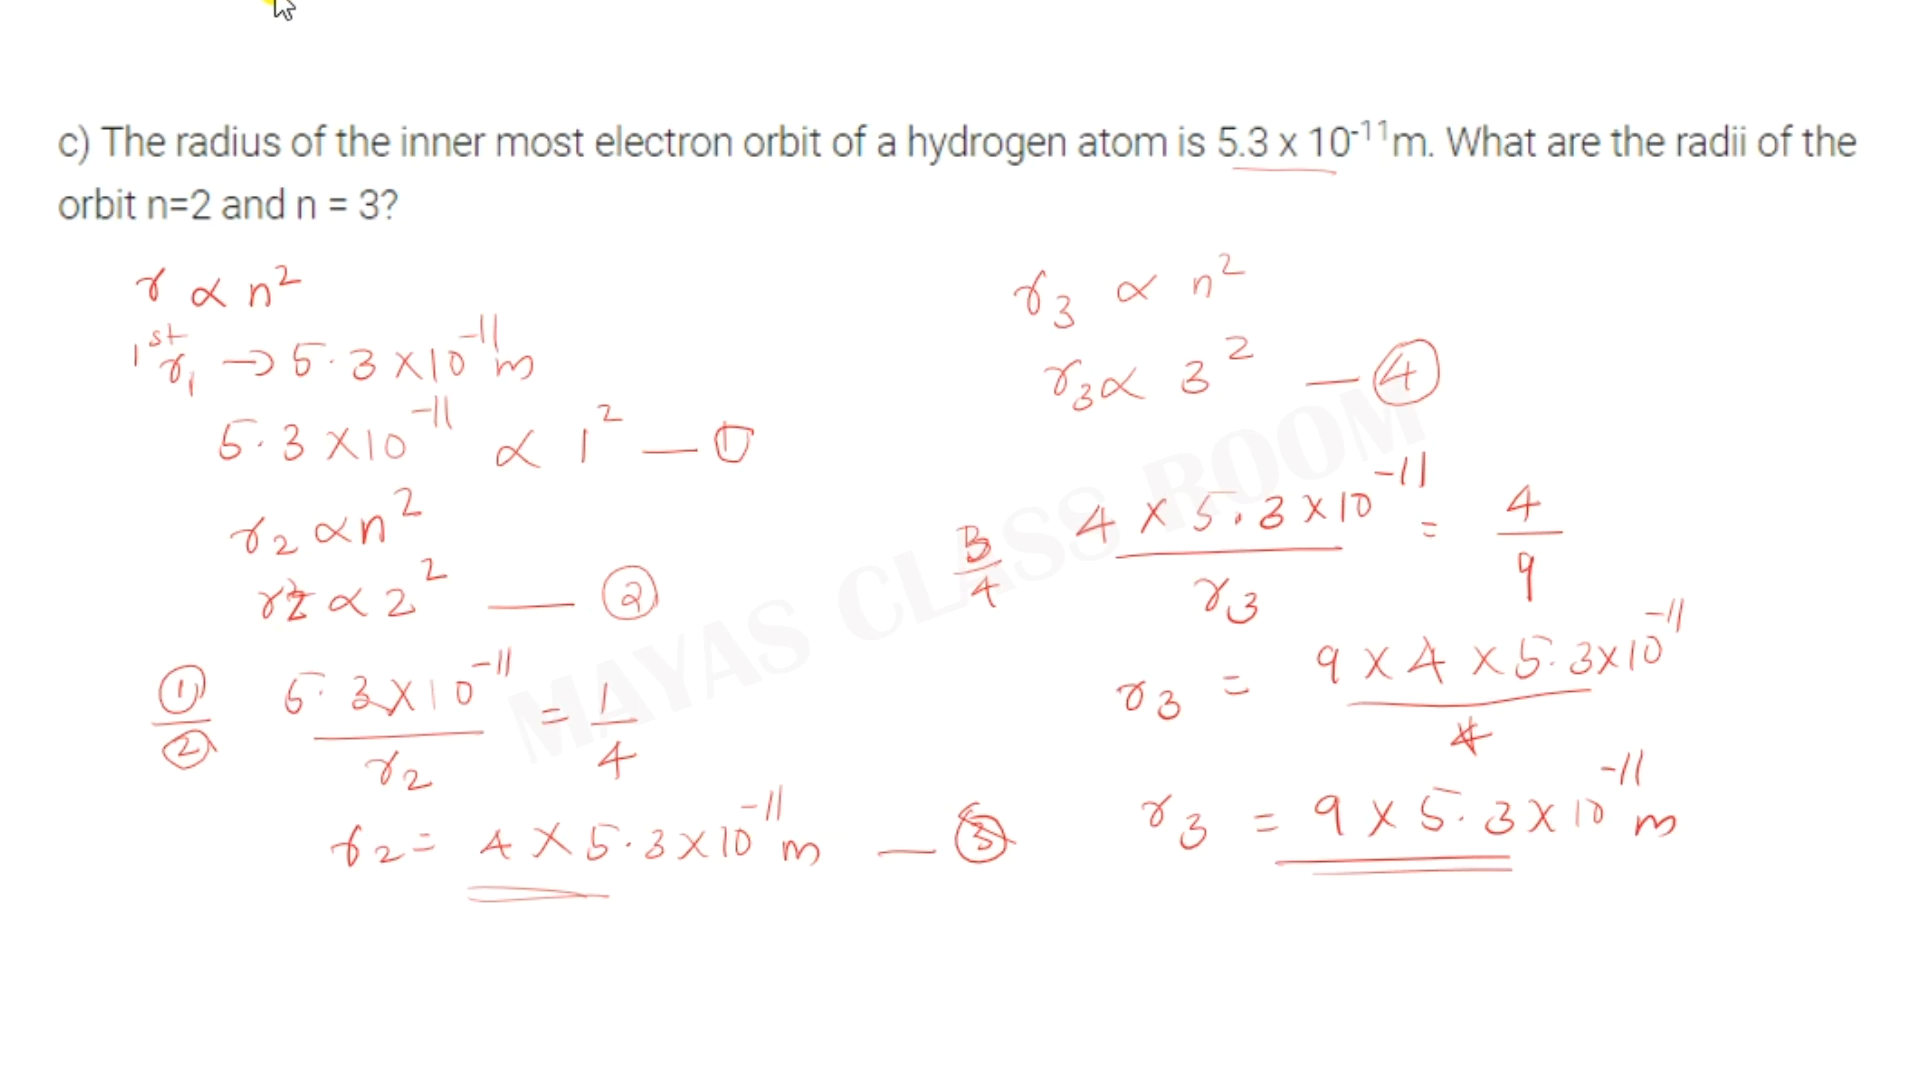 c) The radius of the inner most electron orbit of a hydrogen atom is 5.3 x 10⁻¹¹m. What are the radii of the
orbit n=2 and n = 3?
r ∝ n²
1st r₁ → 5.3 × 10⁻¹¹ m
5.3 × 10⁻¹¹ ∝ 1² — ①
r₂ ∝ n²
r₂ ∝ 2² — ②
①/② 5.3 × 10⁻¹¹ / r₂ = 1/4
r₂ = 4 × 5.3 × 10⁻¹¹ m — ③
r₃ ∝ n²
r₃ ∝ 3² — ④
3/4 4 × 5.3 × 10⁻¹¹ / r₃ = 4/9
r₃ = 9 × 4 × 5.3 × 10⁻¹¹ / 4
r₃ = 9 × 5.3 × 10⁻¹¹ m
MAYAS CLASS ROOM